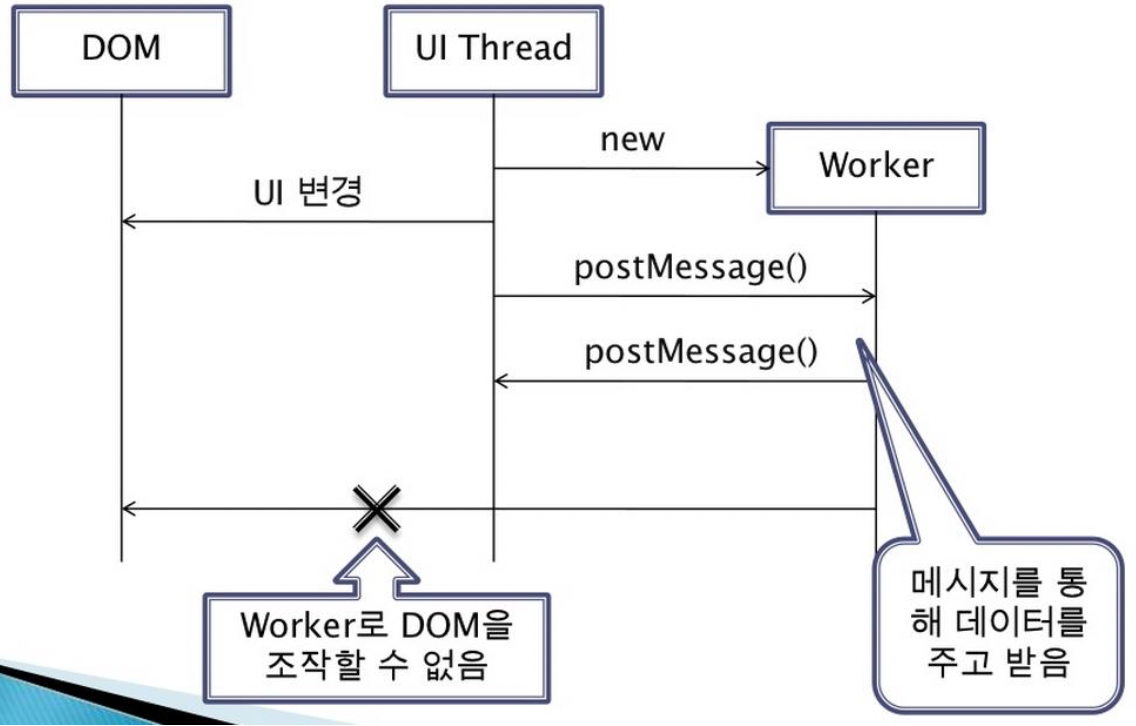 DOM
UI Thread
new
Worker
UI 변경
postMessage()
postMessage()
Worker로 DOM을
조작할 수 없음
메시지를 통
해 데이터를
주고 받음